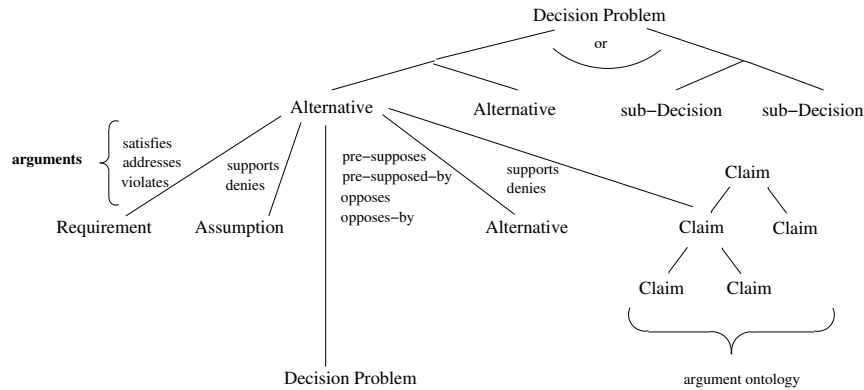 Decision Problem
or
Alternative
Alternative
sub−Decision
sub−Decision
arguments
satisfies
addresses
violates
supports
denies
pre−supposes
pre−supposed−by
opposes
opposes−by
supports
denies
Claim
Requirement
Assumption
Alternative
Claim
Claim
Claim
Claim
Decision Problem
argument ontology